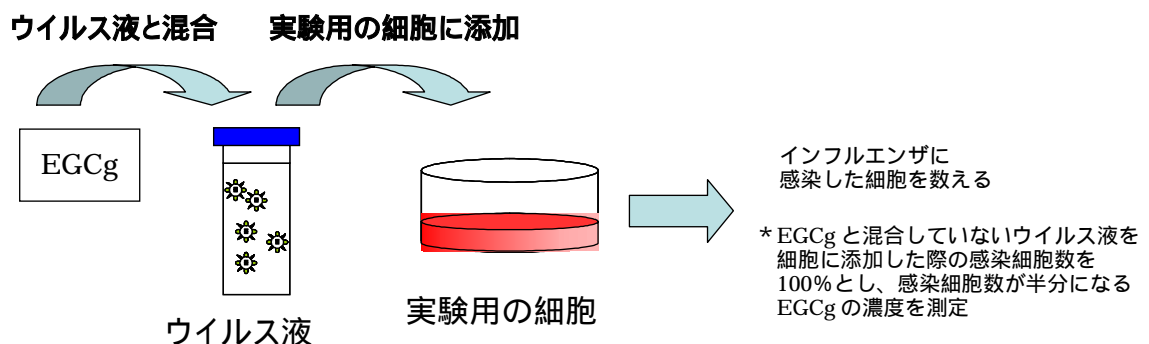 ウイルス液と混合
実験用の細胞に添加
EGCg
ウイルス液
実験用の細胞
インフルエンザに
感染した細胞を数える
*EGCg と混合していないウイルス液を
細胞に添加した際の感染細胞数を
100%とし、感染細胞数が半分になる
EGCg の濃度を測定